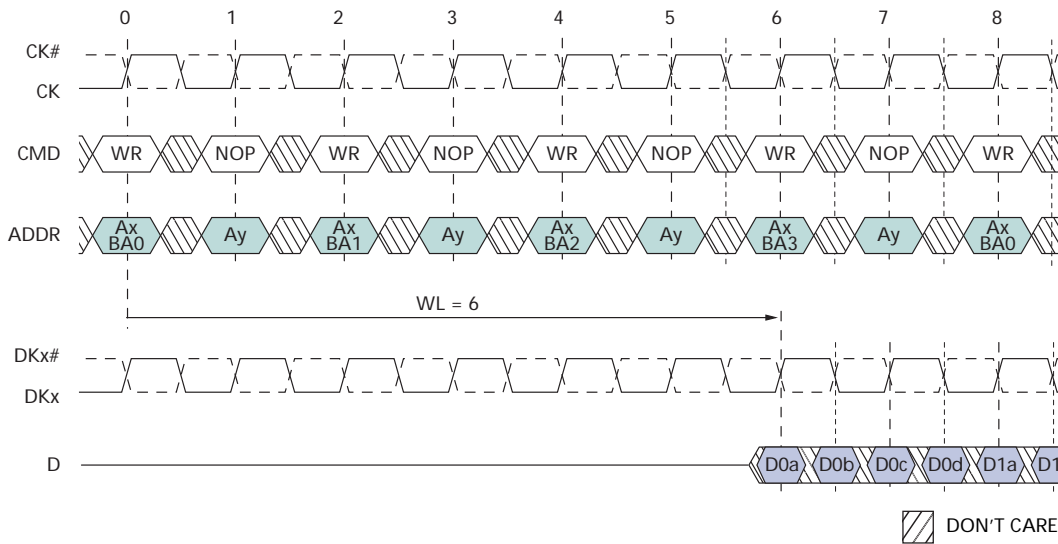 0 1 2 3 4 5 6 7 8
CK#
CK
CMD WR NOP WR NOP WR NOP WR NOP WR
ADDR Ax BA0 Ay Ax BA1 Ay Ax BA2 Ay Ax BA3 Ay Ax BA0
WL = 6
DKx#
DKx
D D0a D0b D0c D0d D1a D1
DON'T CARE